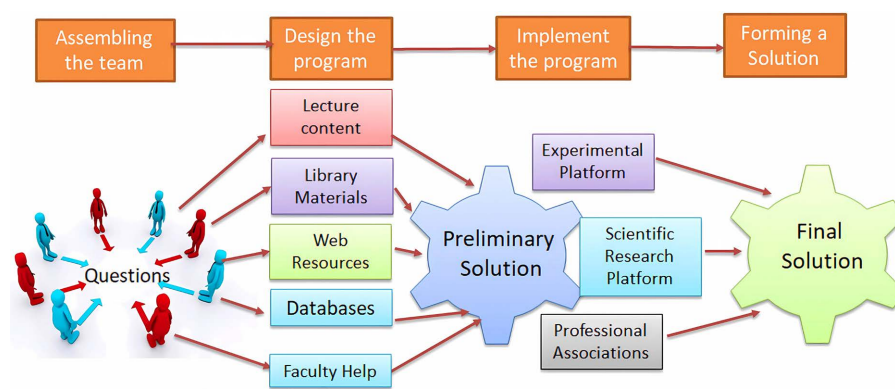 Assembling
the team
Design the
program
Implement
the program
Forming a
Solution
Lecture
content
Library
Materials
Web
Resources
Databases
Faculty Help
Questions
Preliminary
Solution
Experimental
Platform
Scientific
Research
Platform
Professional
Associations
Final
Solution